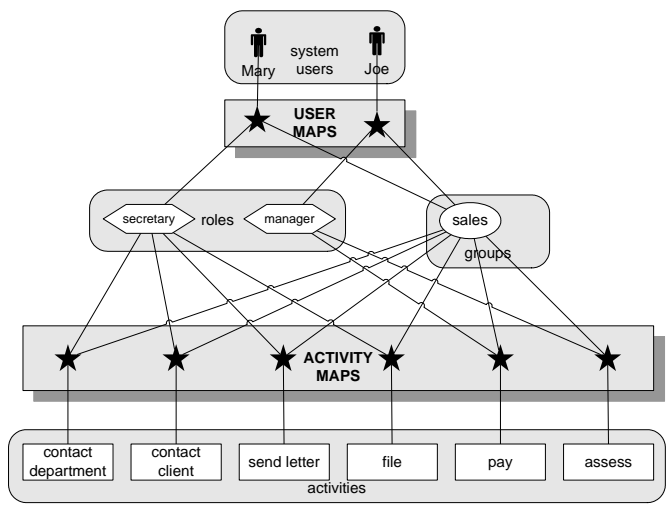 system
users
Mary
Joe
USER
MAPS
secretary
roles
manager
sales
groups
ACTIVITY
MAPS
contact
department
contact
client
send letter
file
pay
assess
activities